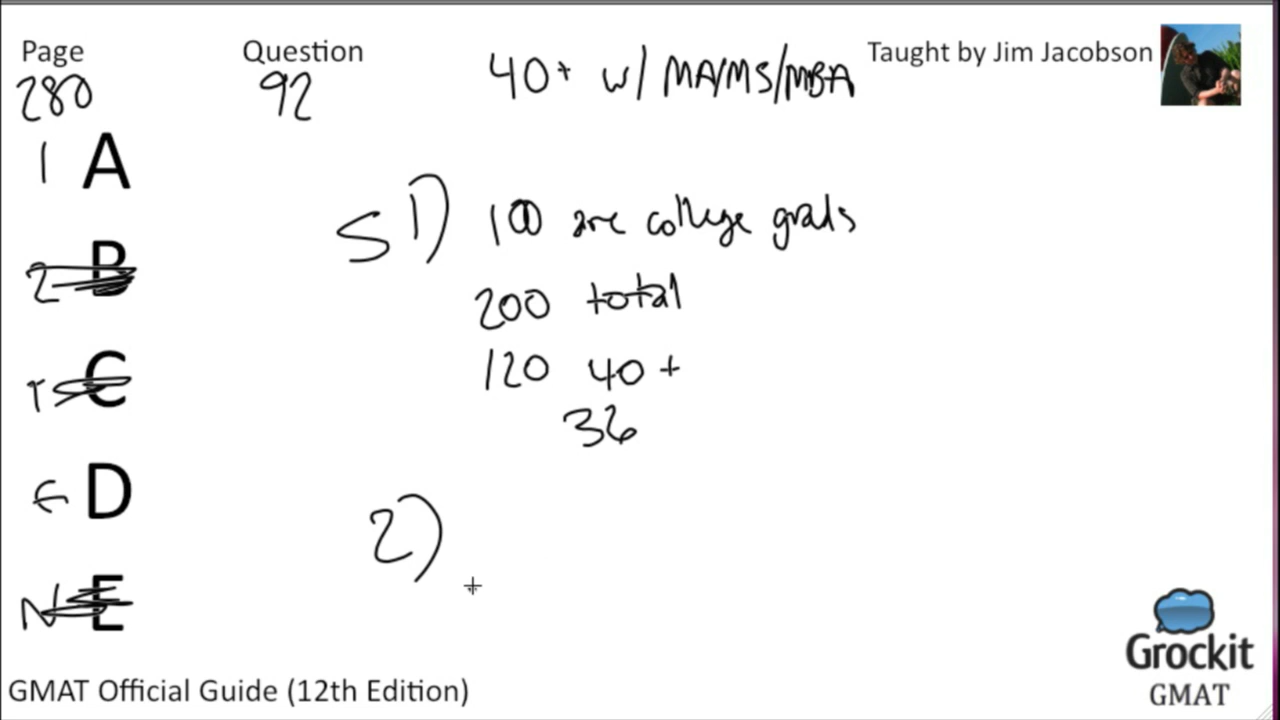 Page
Question
40+ w/ MA/MS/MBA
Taught by Jim Jacobson
280
92
1 A
2 B
T C
E D
N E
S 1) 100 are college grads
200 total
120 40+
36
2)
Grockit
GMAT
GMAT Official Guide (12th Edition)